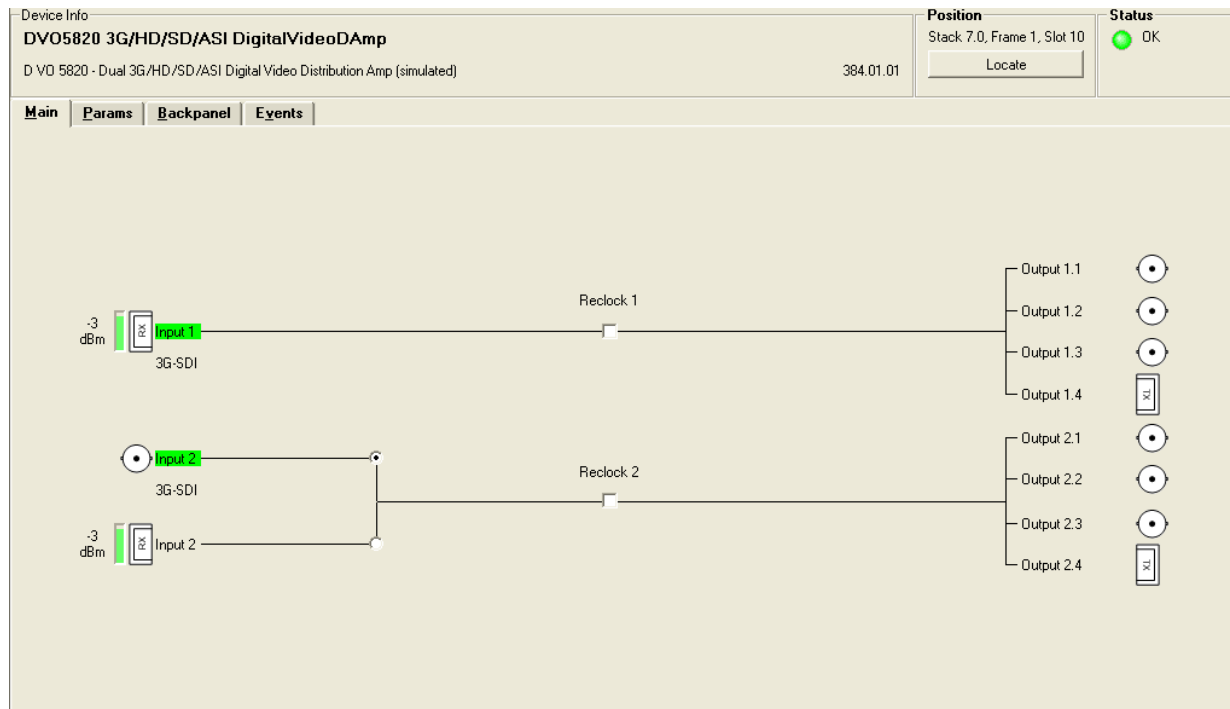 Device Info
DVO5820 3G/HD/SD/ASI DigitalVideoDAmp
D VO 5820 - Dual 3G/HD/SD/ASI Digital Video Distribution Amp (simulated)
384.01.01
Position
Stack 7.0, Frame 1, Slot 10
Locate
Status
OK
Main
Params
Backpanel
Events
-3
dBm
RX
Input 1
3G-SDI
Reclock 1
Output 1.1
Output 1.2
Output 1.3
Output 1.4
TX
Input 2
3G-SDI
-3
dBm
RX
Input 2
Reclock 2
Output 2.1
Output 2.2
Output 2.3
Output 2.4
TX